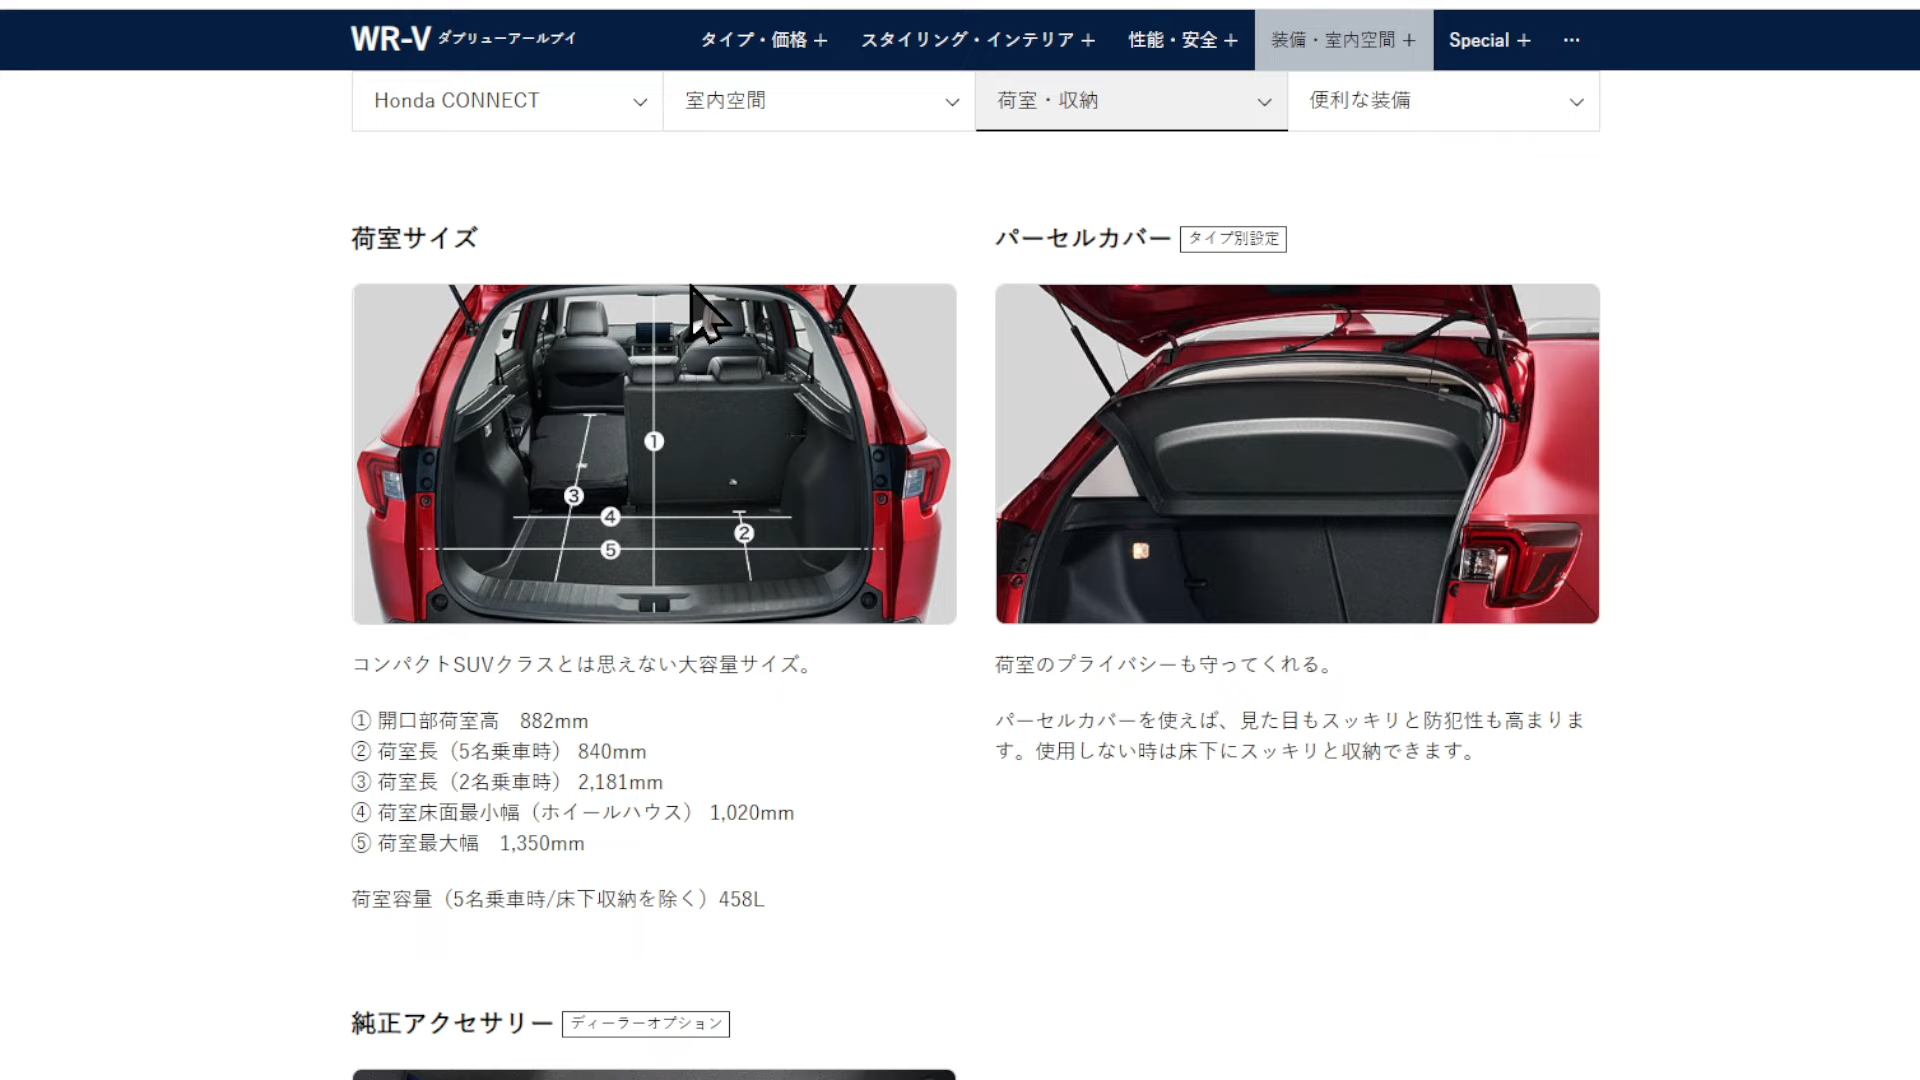 WR-V ダブリューアールブイ タイプ・価格 + スタイリング・インテリア + 性能・安全 + 装備・室内空間 + Special + …
Honda CONNECT 室内空間 荷室・収納 便利な装備
荷室サイズ
① ③ ④ ② ⑤
コンパクトSUVクラスとは思えない大容量サイズ。
① 開口部荷室高 882mm
② 荷室長（5名乗車時） 840mm
③ 荷室長（2名乗車時） 2,181mm
④ 荷室床面最小幅（ホイールハウス） 1,020mm
⑤ 荷室最大幅 1,350mm
荷室容量（5名乗車時/床下収納を除く）458L
パーセルカバー タイプ別設定
荷室のプライバシーも守ってくれる。
パーセルカバーを使えば、見た目もスッキリと防犯性も高まりま
す。使用しない時は床下にスッキリと収納できます。
純正アクセサリー ディーラーオプション